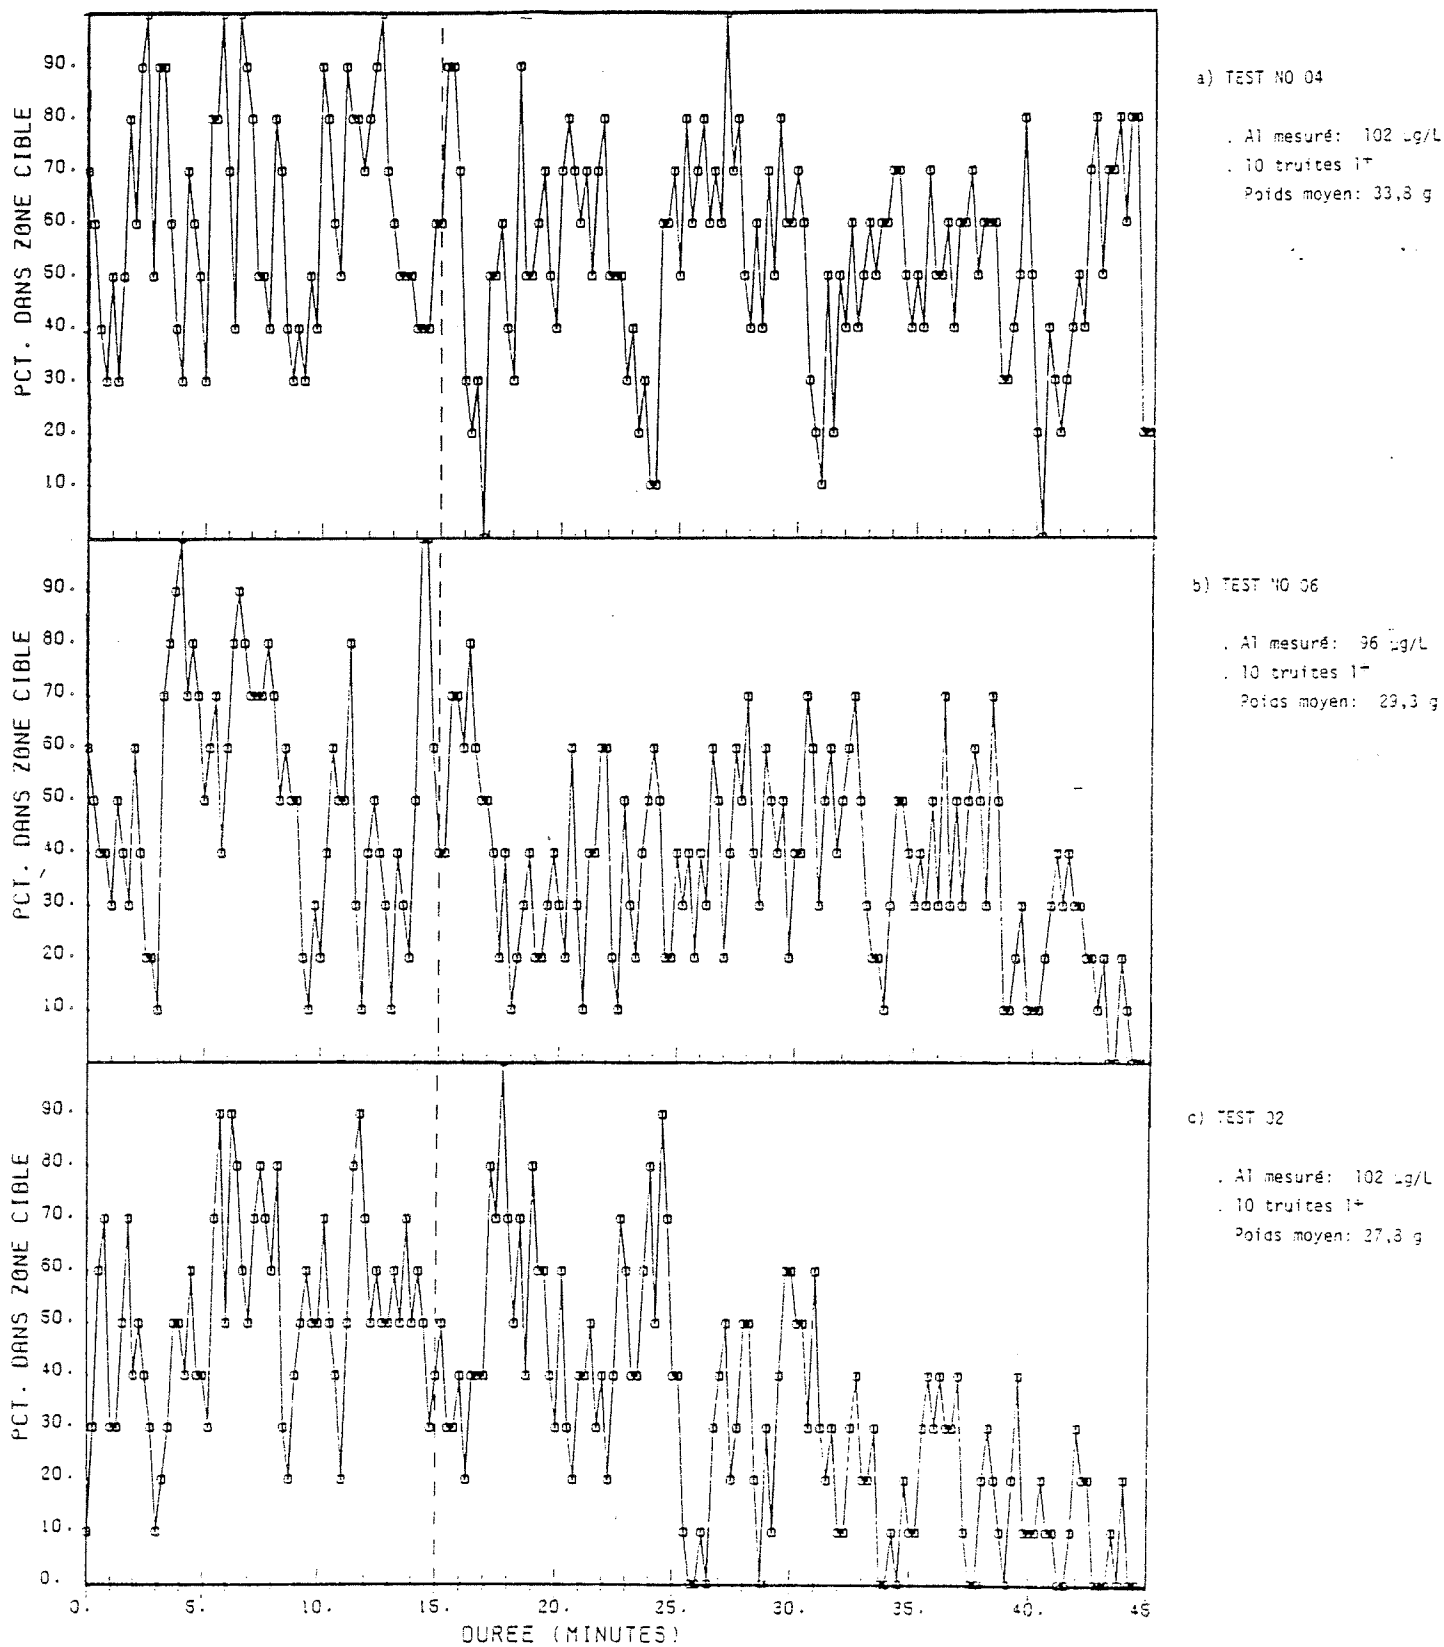 PCT. DANS ZONE CIBLE
90.
80.
70.
60.
50.
40.
30.
20.
10.
a) TEST NO 04
. Al mesuré: 102 µg/L
. 10 truites 1+
Poids moyen: 33,8 g
PCT. DANS ZONE CIBLE
90.
80.
70.
60.
50.
40.
30.
20.
10.
b) TEST NO 06
. Al mesuré: 96 µg/L
. 10 truites 1+
Poids moyen: 29,3 g
PCT. DANS ZONE CIBLE
90.
80.
70.
60.
50.
40.
30.
20.
10.
0.
c) TEST 02
. Al mesuré: 102 µg/L
. 10 truites 1+
Poids moyen: 27,8 g
0. 5. 10. 15. 20. 25. 30. 35. 40. 45
DUREE (MINUTES)